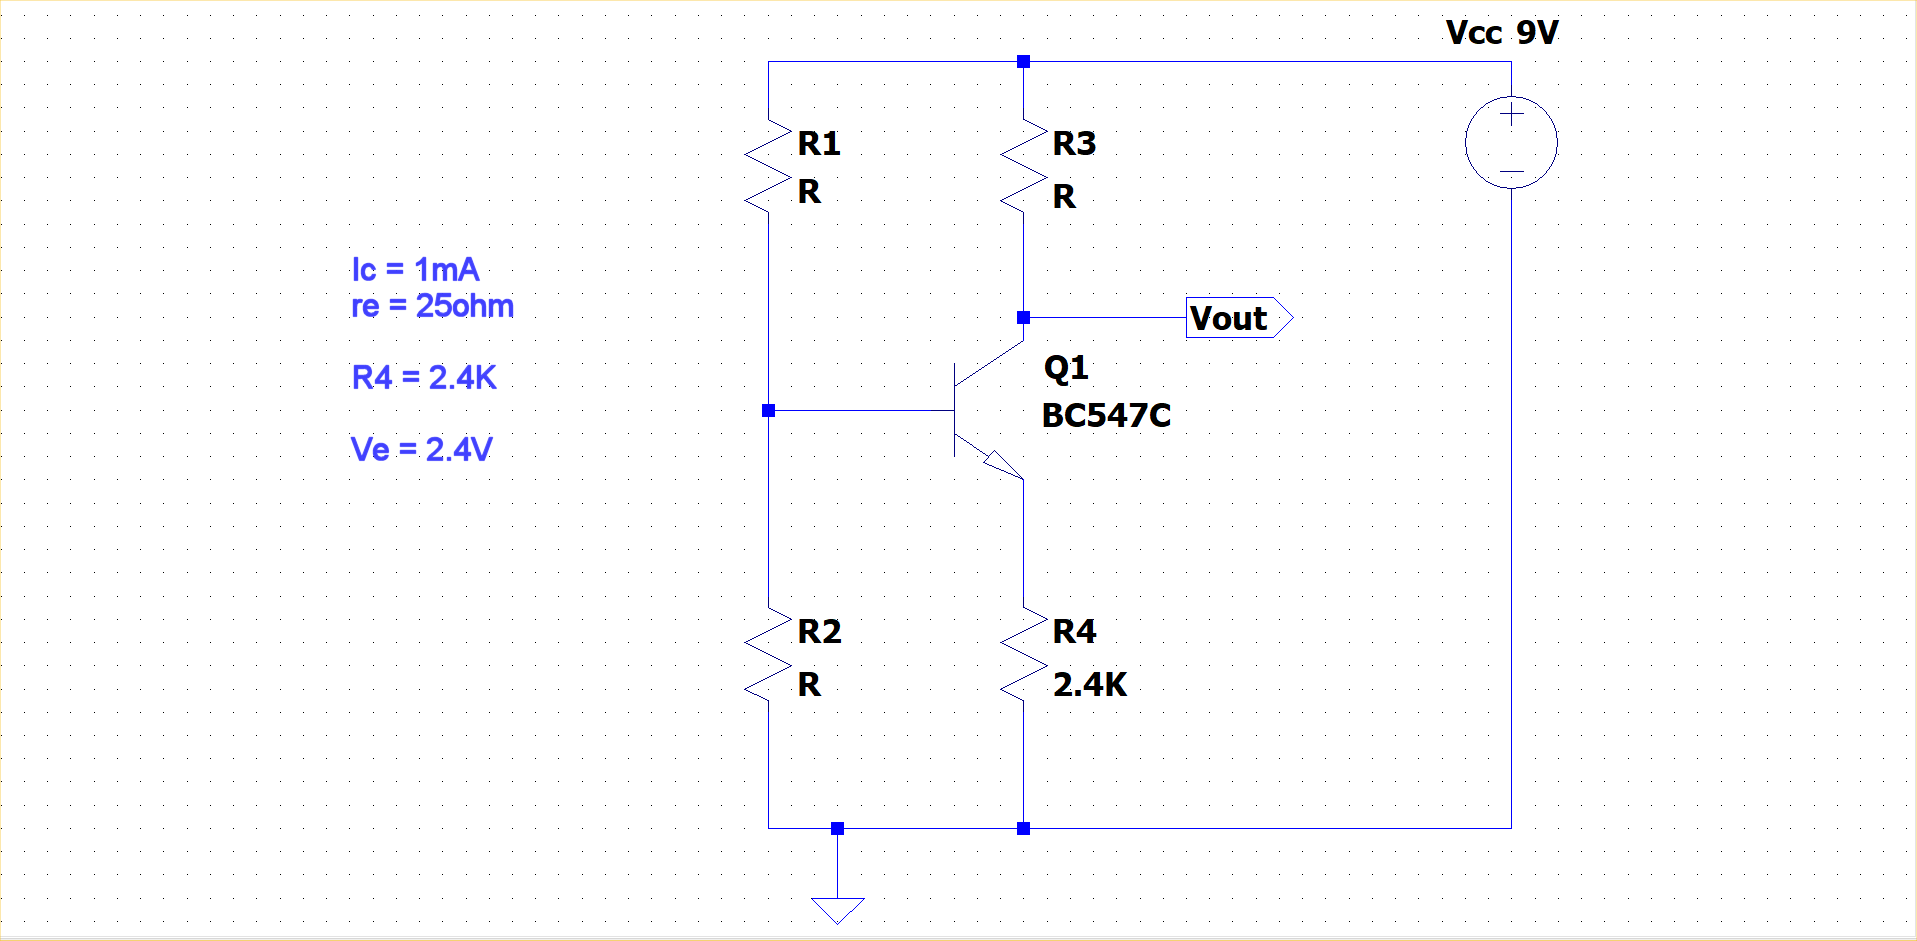 Vcc 9V
R1
R
R3
R
Ic = 1mA
re = 25ohm
R4 = 2.4K
Ve = 2.4V
Vout
Q1
BC547C
R2
R
R4
2.4K